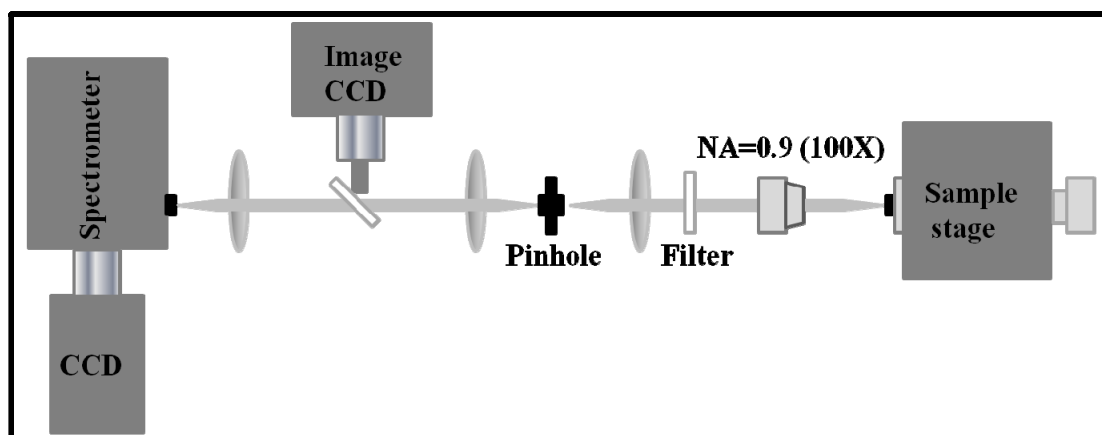 Spectrometer
CCD
Image
CCD
Pinhole
Filter
NA=0.9 (100X)
Sample
stage